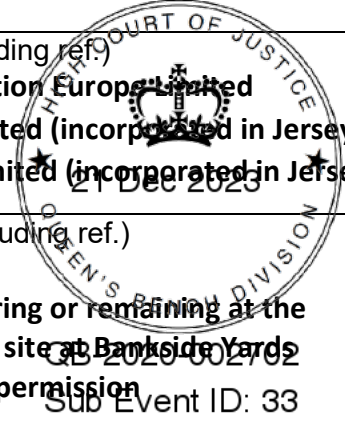 ding ref.)
tion Europe Limited
ted (incorporated in Jersey
nited (incorporated in Jerse
uding ref.)
ring or remaining at the
site at Bankside Yards
permission
HIGH COURT OF JUSTICE
21 Dec 2023
QUEEN'S BENCH DIVISION
QB-2020-002702
Sub Event ID: 33